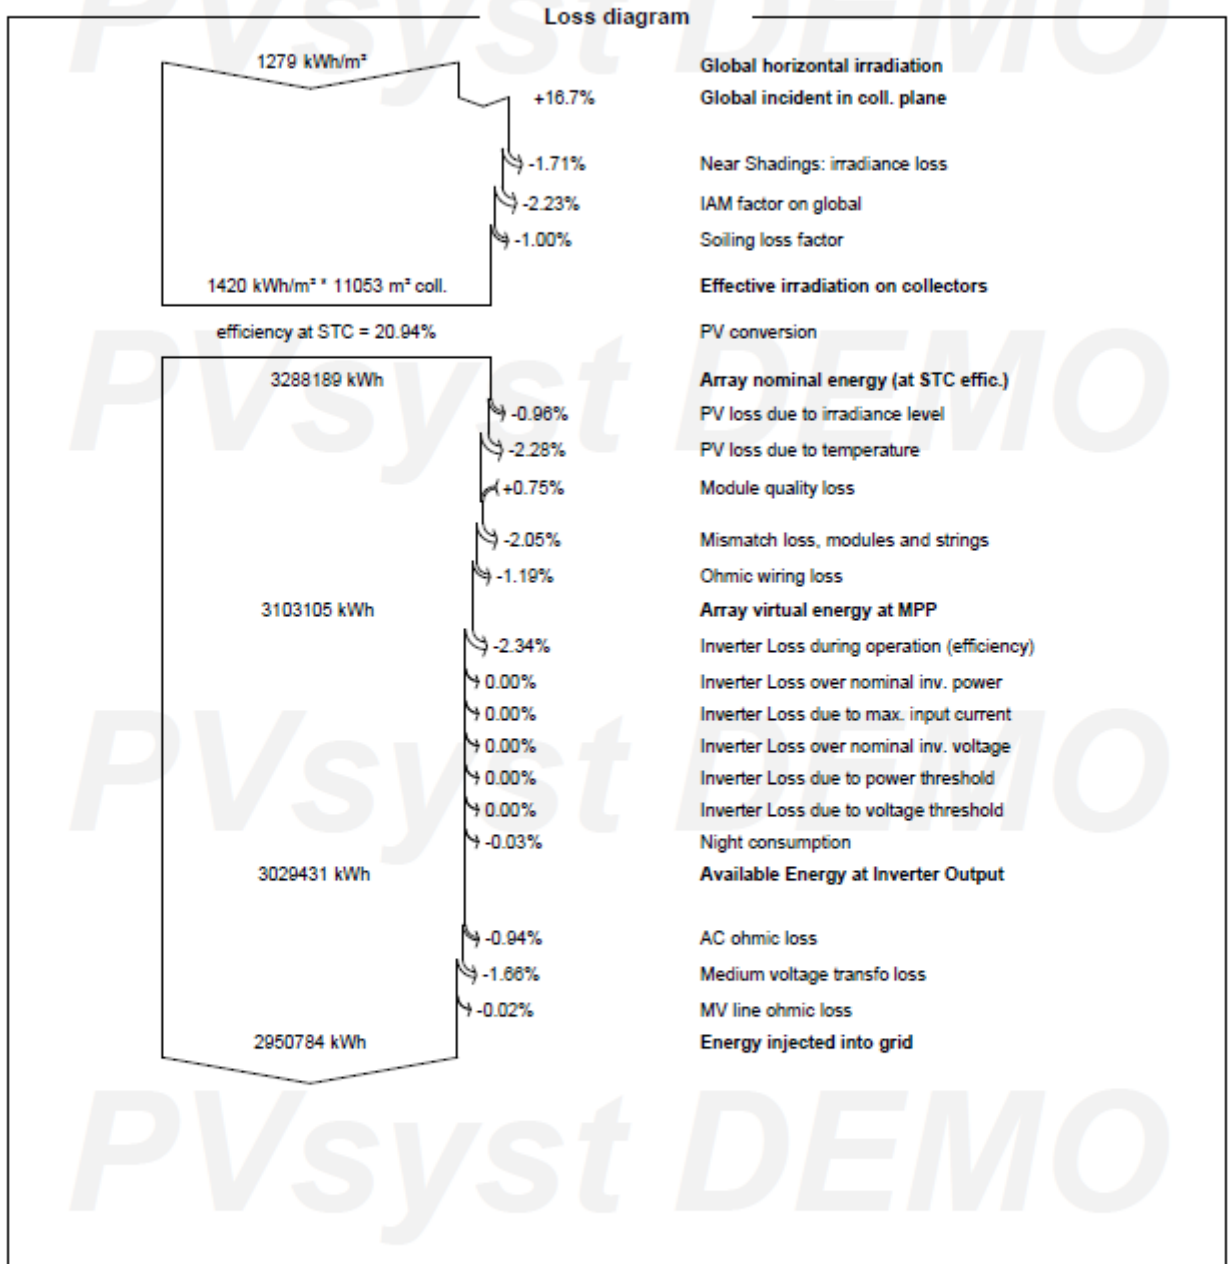 Loss diagram
1279 kWh/m² Global horizontal irradiation
+16.7% Global incident in coll. plane
-1.71% Near Shadings: irradiance loss
-2.23% IAM factor on global
-1.00% Soiling loss factor
1420 kWh/m² * 11053 m² coll. Effective irradiation on collectors
efficiency at STC = 20.94% PV conversion
3288189 kWh Array nominal energy (at STC effic.)
-0.96% PV loss due to irradiance level
-2.28% PV loss due to temperature
+0.75% Module quality loss
-2.05% Mismatch loss, modules and strings
-1.19% Ohmic wiring loss
3103105 kWh Array virtual energy at MPP
-2.34% Inverter Loss during operation (efficiency)
0.00% Inverter Loss over nominal inv. power
0.00% Inverter Loss due to max. input current
0.00% Inverter Loss over nominal inv. voltage
0.00% Inverter Loss due to power threshold
0.00% Inverter Loss due to voltage threshold
-0.03% Night consumption
3029431 kWh Available Energy at Inverter Output
-0.94% AC ohmic loss
-1.66% Medium voltage transfo loss
-0.02% MV line ohmic loss
2950784 kWh Energy injected into grid
PVsyst DEMO
PVsyst DEMO
PVsyst DEMO
PVsyst DEMO